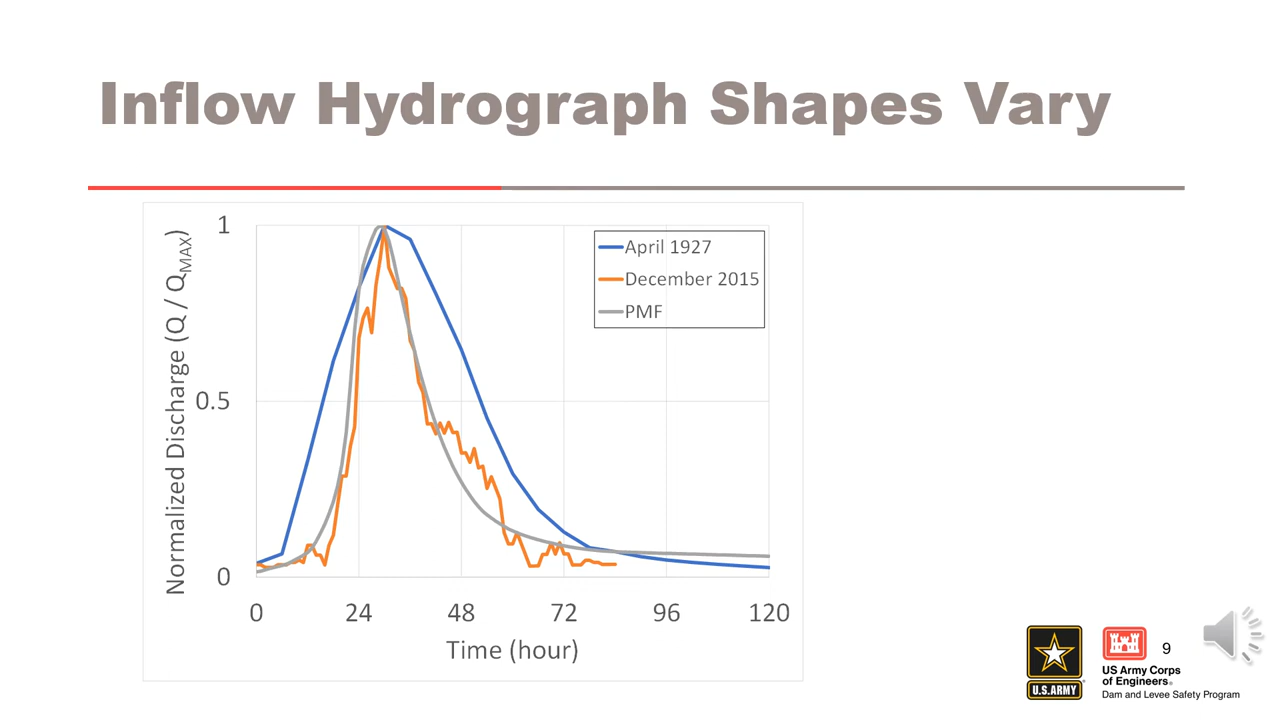 Inflow Hydrograph Shapes Vary
Normalized Discharge (Q / QMAX)
1
0.5
0
April 1927
December 2015
PMF
0 24 48 72 96 120
Time (hour)
U.S.ARMY
US Army Corps
of Engineers®
Dam and Levee Safety Program
9